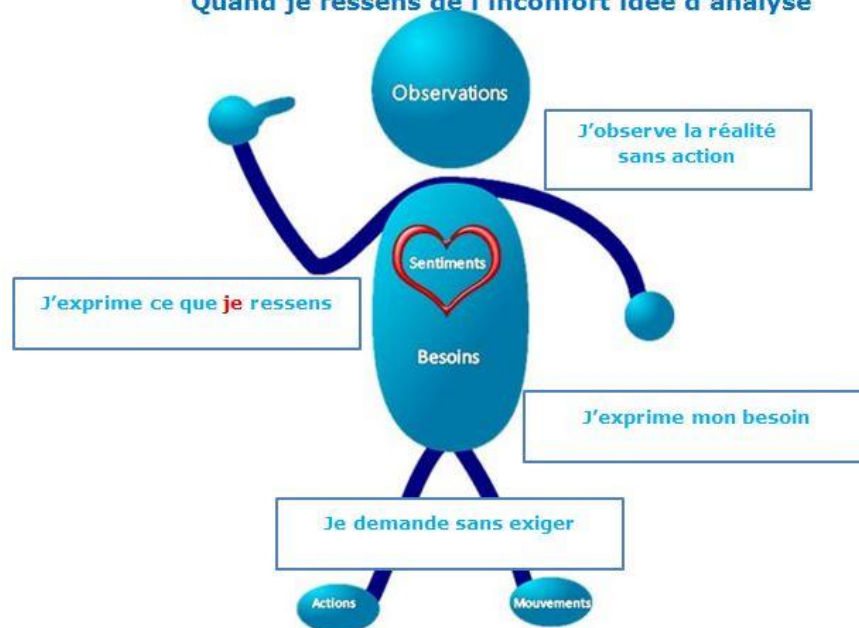 Quand je ressens de l'inconfort idée d'analyse
Observations
J'observe la réalité
sans action
Sentiments
J'exprime ce que je ressens
Besoins
J'exprime mon besoin
Je demande sans exiger
Actions
Mouvements